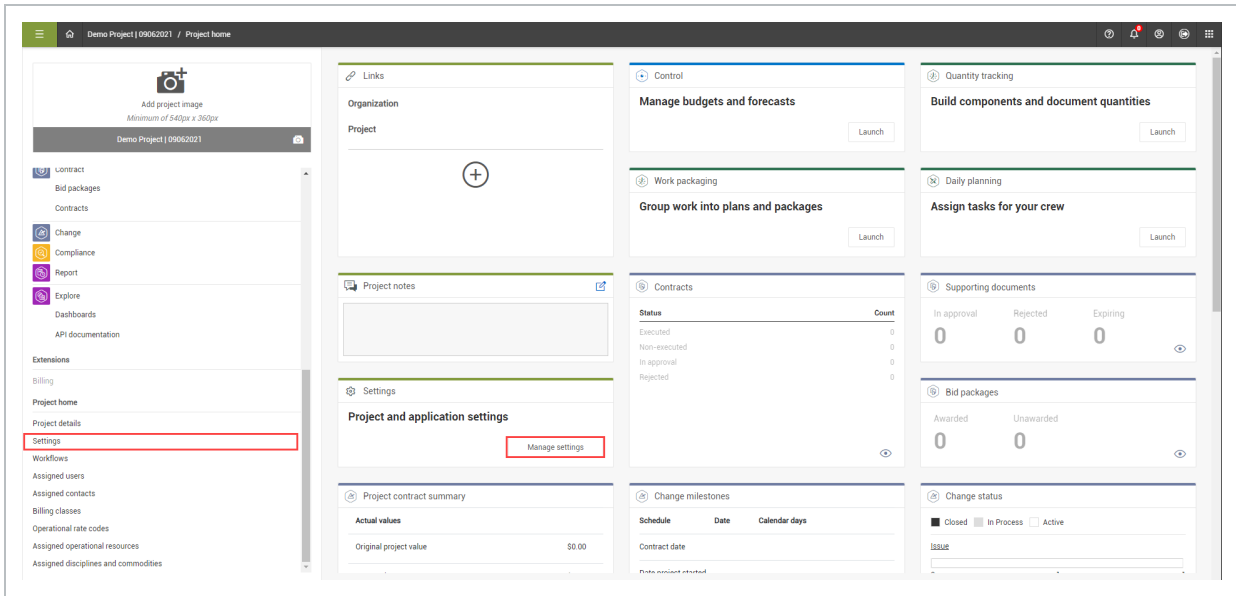 Demo Project | 09062021 / Project home
Add project image
Minimum of 540px x 360px
Demo Project | 09062021
Contract
Bid packages
Contracts
Change
Compliance
Report
Explore
Dashboards
API documentation
Extensions
Billing
Project home
Project details
Settings
Workflows
Assigned users
Assigned contacts
Billing classes
Operational rate codes
Assigned operational resources
Assigned disciplines and commodities
Links
Organization
Project
Control
Manage budgets and forecasts
Launch
Quantity tracking
Build components and document quantities
Launch
Work packaging
Group work into plans and packages
Launch
Daily planning
Assign tasks for your crew
Launch
Project notes
Contracts
Status Count
Executed 0
Non-executed 0
In approval 0
Rejected 0
Supporting documents
In approval Rejected Expiring
0 0 0
Settings
Project and application settings
Manage settings
Bid packages
Awarded Unawarded
0 0
Project contract summary
Actual values
Original project value $0.00
Change milestones
Schedule Date Calendar days
Contract date
Date project started
Change status
Closed In Process Active
Issue